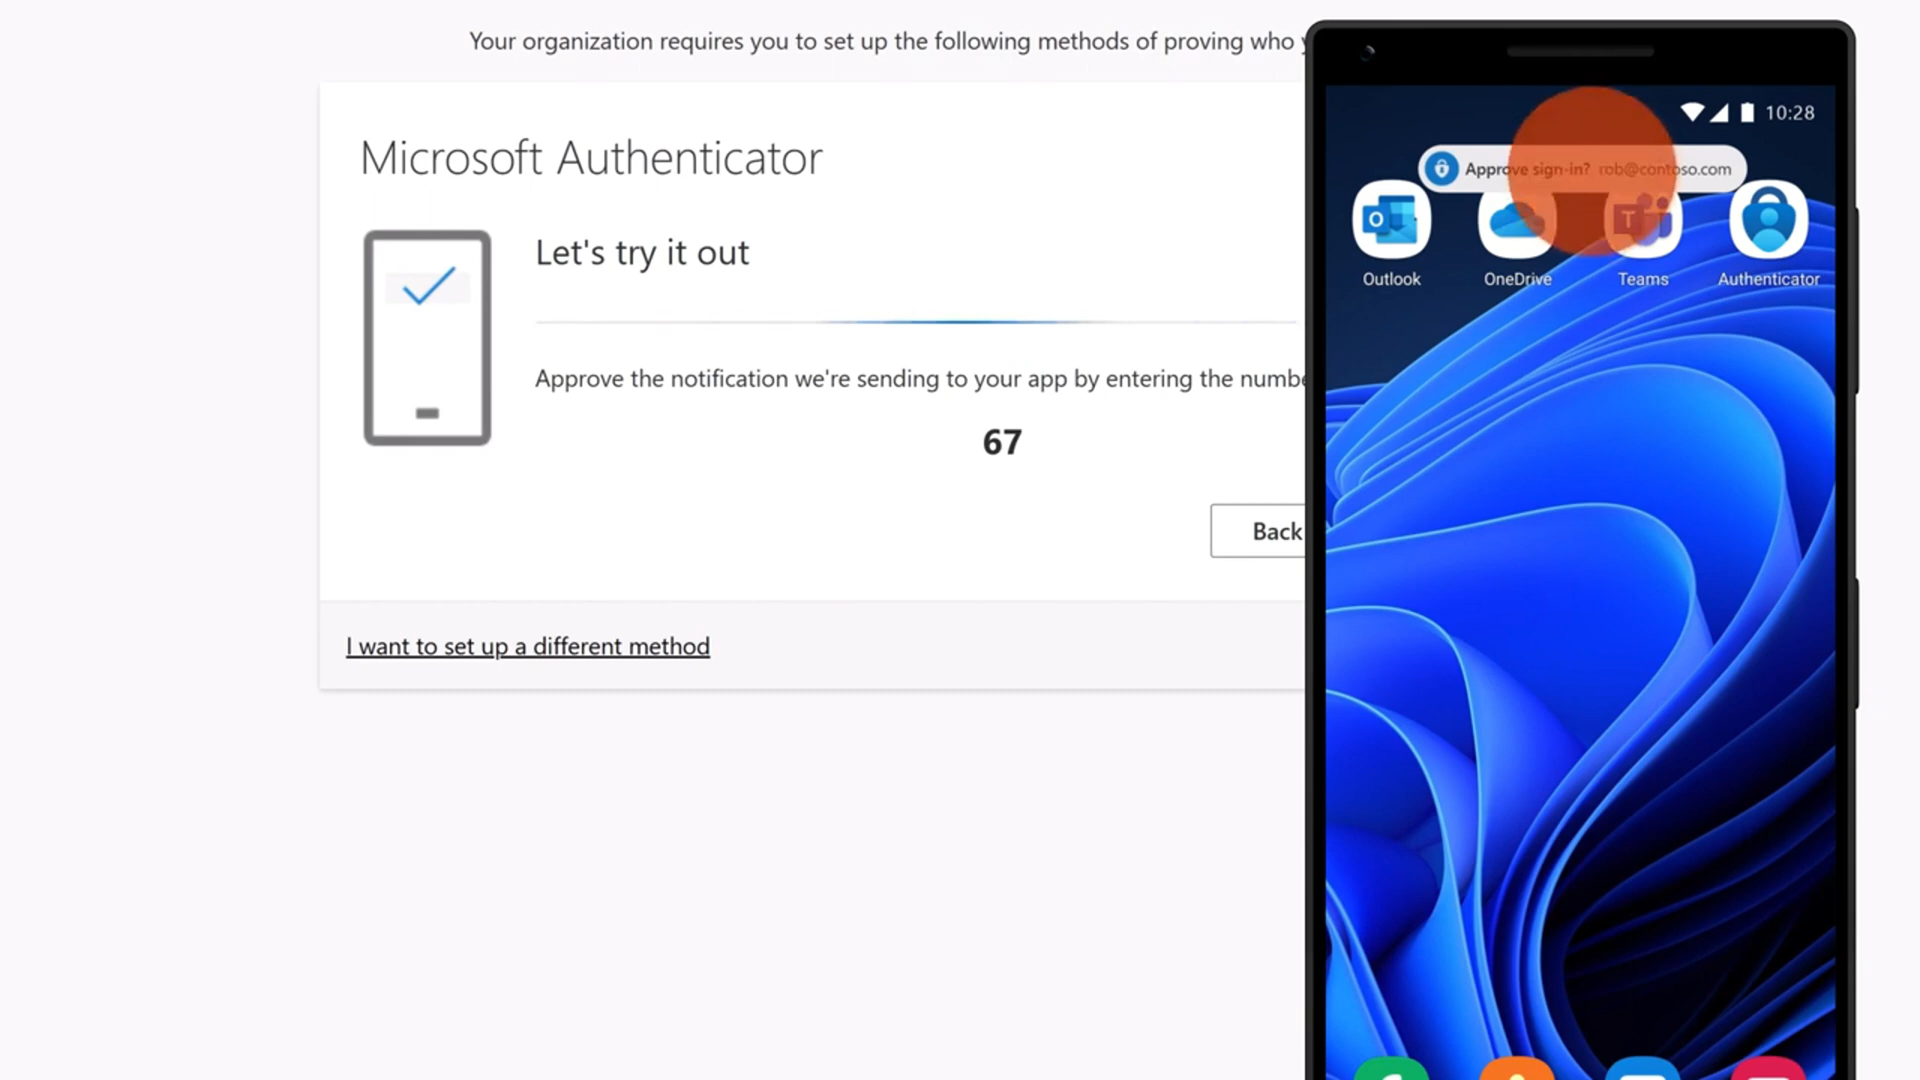 Your organization requires you to set up the following methods of proving who
Microsoft Authenticator
Let's try it out
Approve the notification we're sending to your app by entering the
67
Back
I want to set up a different method
10:28
Approve sign-in? rob@contoso.com
Outlook OneDrive Teams Authenticator